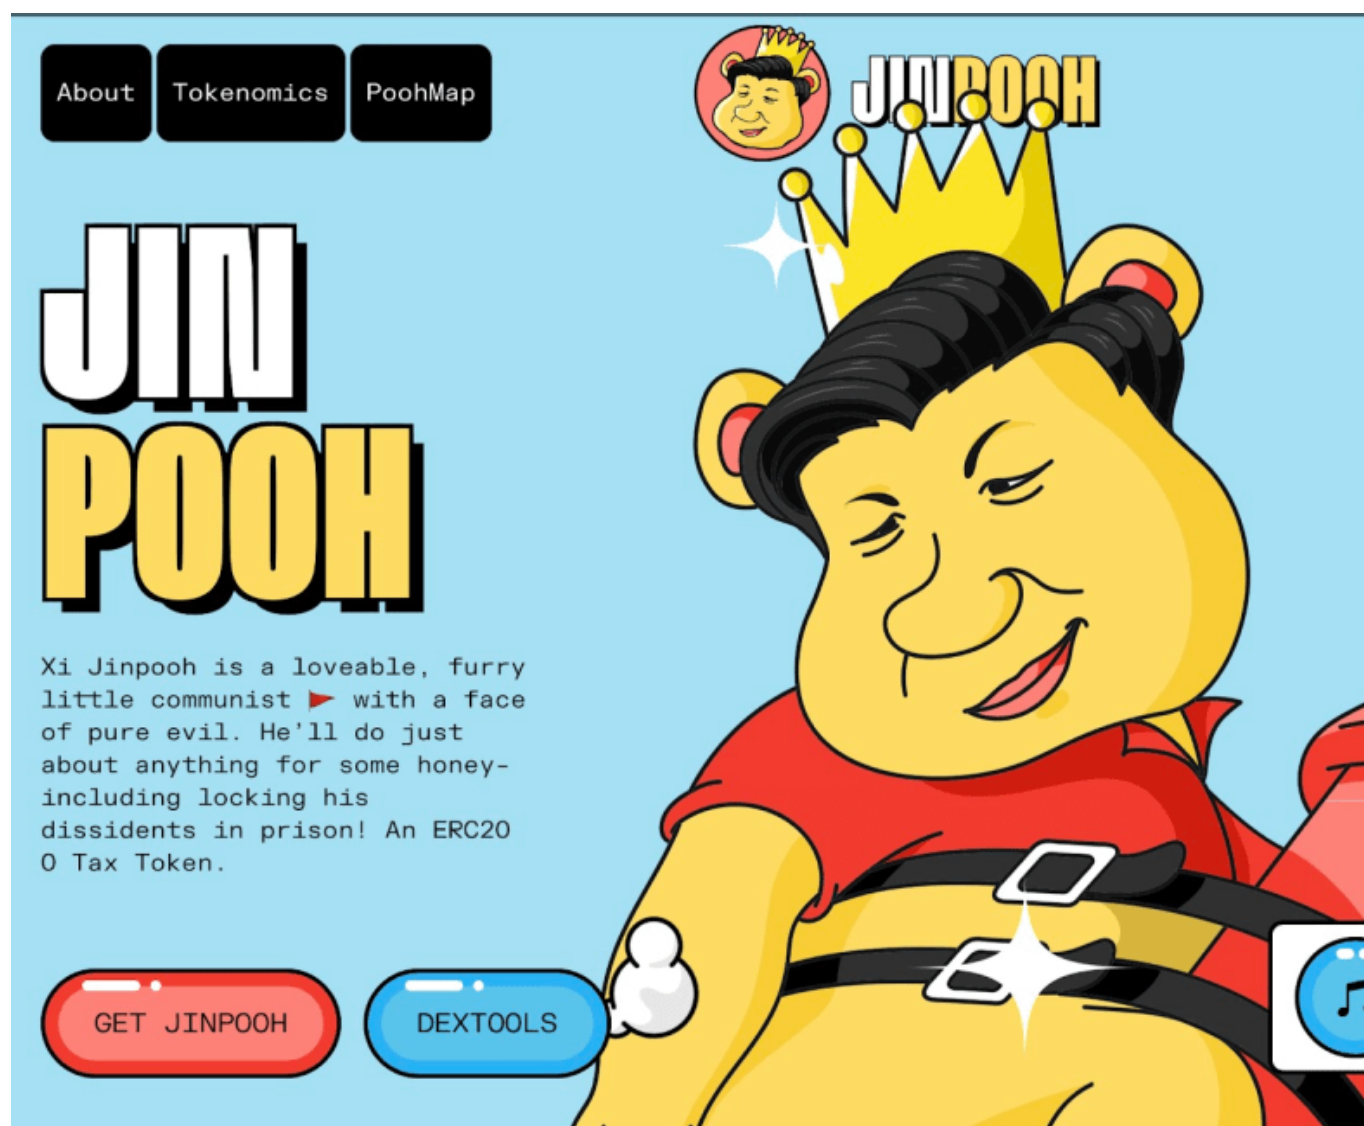 About
Tokenomics
PoohMap
JINPOOH
JIN
POOH
Xi Jinpooh is a loveable, furry
little communist 🚩 with a face
of pure evil. He'll do just
about anything for some honey-
including locking his
dissidents in prison! An ERC20
0 Tax Token.
GET JINPOOH
DEXTOOLS